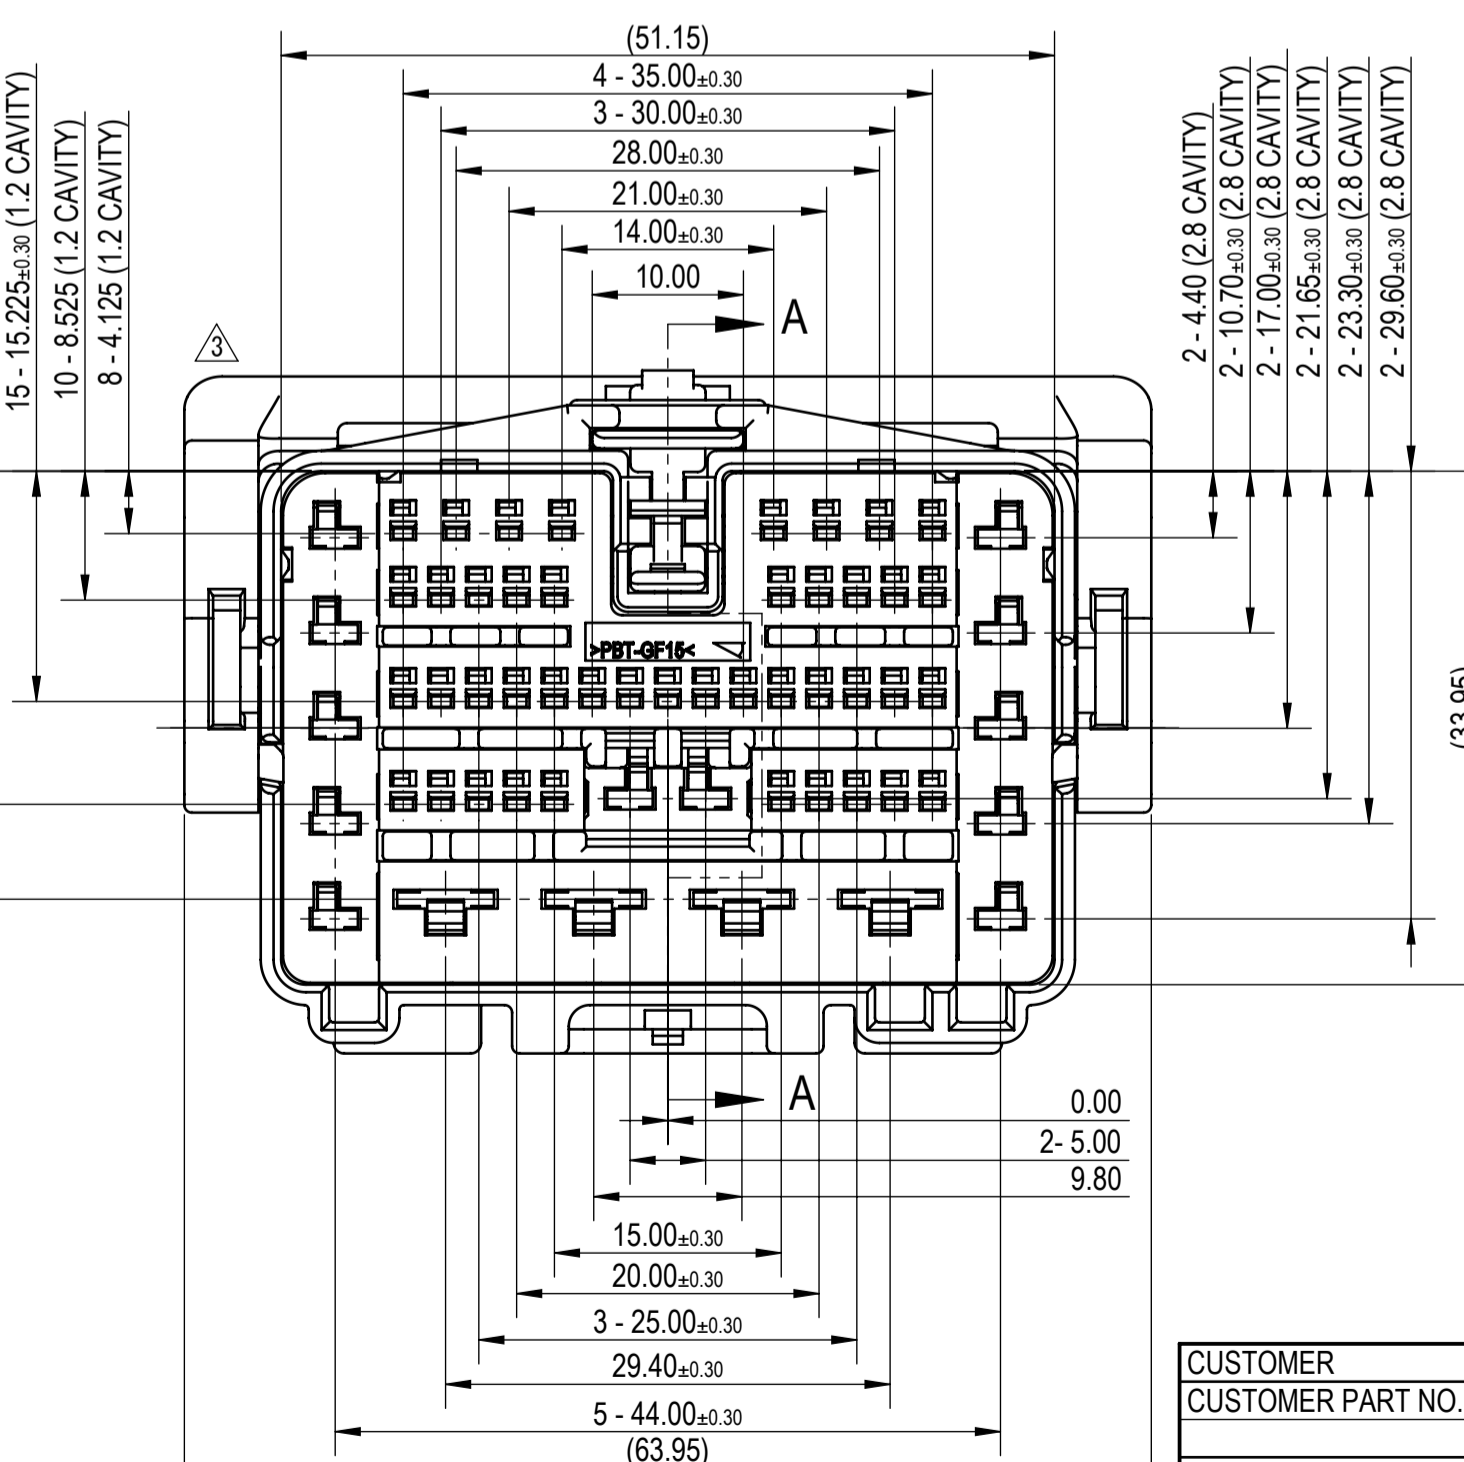 (51.15)
4 - 35.00±0.30
3 - 30.00±0.30
28.00±0.30
21.00±0.30
14.00±0.30
10.00
A
15 - 15.225±0.30 (1.2 CAVITY)
10 - 8.525 (1.2 CAVITY)
8 - 4.125 (1.2 CAVITY)
2 - 4.40 (2.8 CAVITY)
2 - 10.70±0.30 (2.8 CAVITY)
2 - 17.00±0.30 (2.8 CAVITY)
2 - 21.65±0.30 (2.8 CAVITY)
2 - 23.30±0.30 (2.8 CAVITY)
2 - 29.60±0.30 (2.8 CAVITY)
3
>PBT-GF15<
(33.95)
A
0.00
2- 5.00
9.80
15.00±0.30
20.00±0.30
3 - 25.00±0.30
29.40±0.30
5 - 44.00±0.30
(63.95)
CUSTOMER
CUSTOMER PART NO.